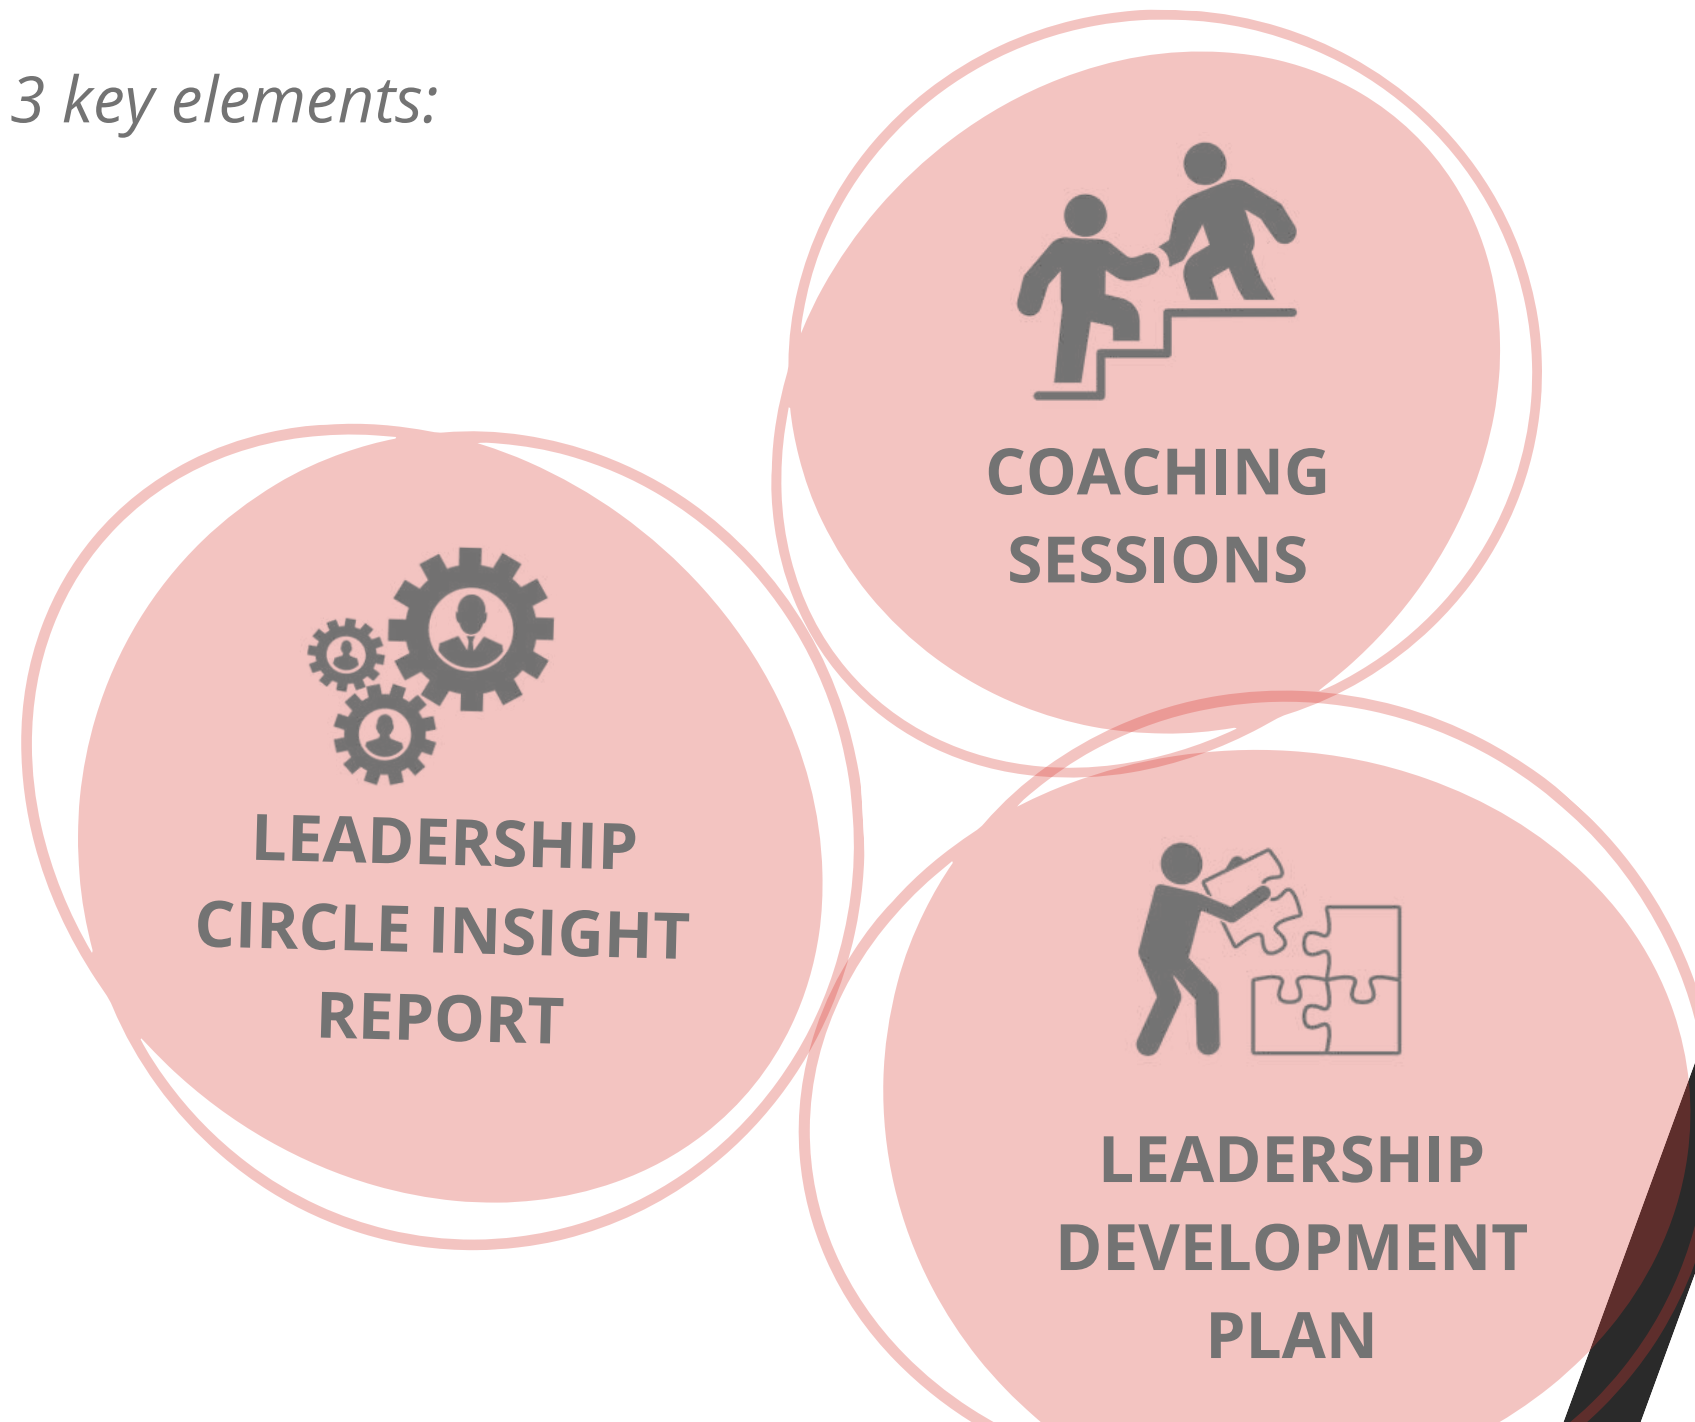 3 key elements:
COACHING
SESSIONS
LEADERSHIP
CIRCLE INSIGHT
REPORT
LEADERSHIP
DEVELOPMENT
PLAN